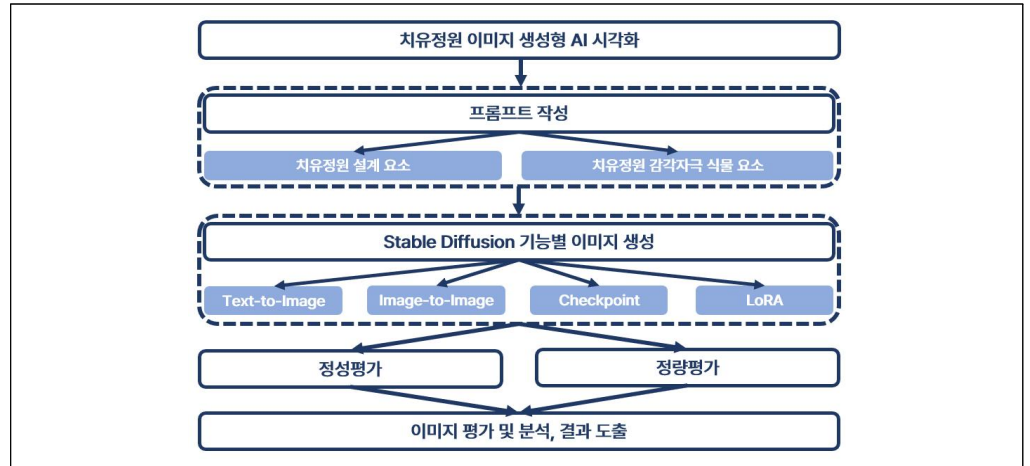 치유정원 이미지 생성형 AI 시각화
프롬프트 작성
치유정원 설계 요소
치유정원 감각자극 식물 요소
Stable Diffusion 기능별 이미지 생성
Text-to-Image
Image-to-Image
Checkpoint
LoRA
정성평가
정량평가
이미지 평가 및 분석, 결과 도출